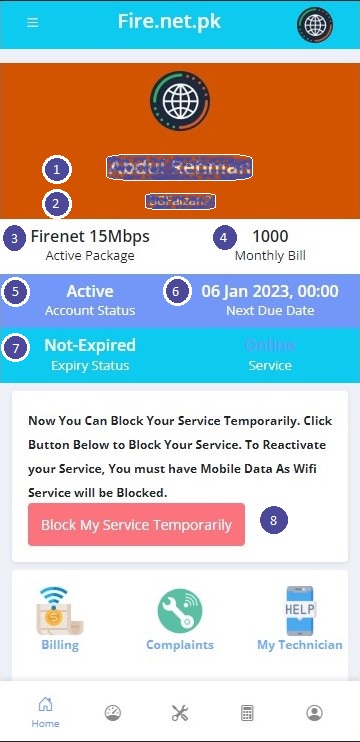 Fire.net.pk
1
2
3 Firenet 15Mbps 4 1000
Active Package Monthly Bill
5 Active 6 06 Jan 2023, 00:00
Account Status Next Due Date
7 Not-Expired Online
Expiry Status Service
Now You Can Block Your Service Temporarily. Click
Button Below to Block Your Service. To Reactivate
your Service, You must have Mobile Data As Wifi
Service will be Blocked.
Block My Service Temporarily 8
HELP
Billing Complaints My Technician
Home